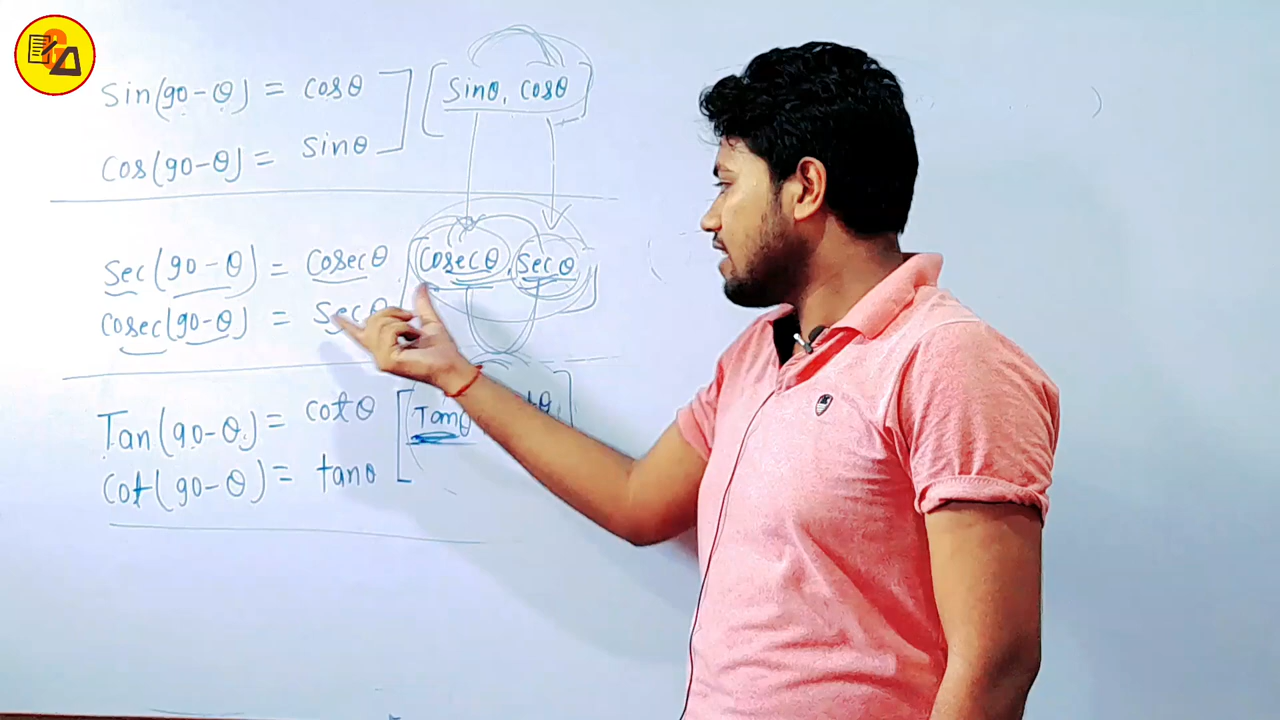 sin(90-θ) = cosθ [sinθ, cosθ]
cos(90-θ) = sinθ
sec(90-θ) = cosecθ [cosecθ, secθ]
cosec(90-θ) = secθ
Tan(90-θ) = cotθ [Tanθ
cot(90-θ) = tanθ